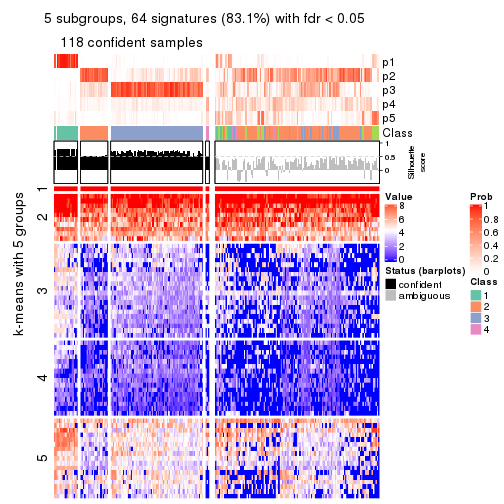 5 subgroups, 64 signatures (83.1%) with fdr < 0.05
118 confident samples
p1
p2
p3
p4
p5
Class
1
0.5
0
Silhouette
score
k-means with 5 groups
1
2
3
4
5
Value
8
6
4
2
0
Status (barplots)
confident
ambiguous
Prob
1
0.8
0.6
0.4
0.2
0
Class
1
2
3
4